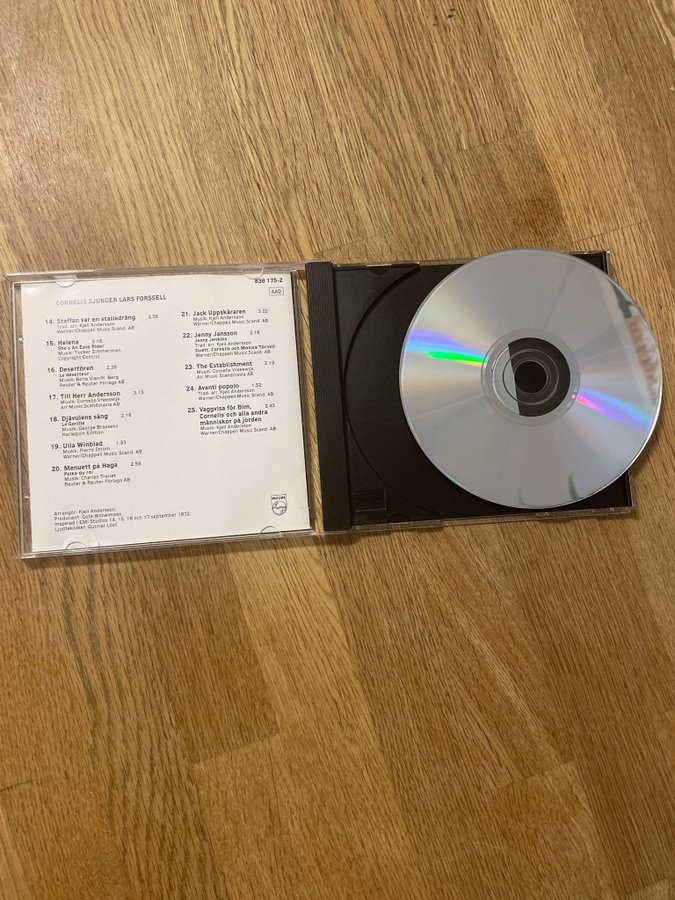 838 175-2
AAD
CORNELIS SJUNGER LARS FORSSELL
14. Staffan var en stalledräng 2.56
Trad. arr. Kjell Andersson
Warner/Chappell Music Scand. AB
15. Helena 3.16
She's An Easy Rider
Musik: Tucker Zimmerman
Copyright Control
16. Desertören 2.35
Le déserteur
Musik: Boris Vian/H. Berg
Reuter & Reuter Förlags AB
17. Till Herr Andersson 3.13
Musik: Cornelis Vreeswijk
Air Music Scandinavia AB
18. Djävulens sång 2.16
Le Gorille
Musik: George Brassens
Harlequin Edition
19. Ulla Winblad 1.33
Musik: Pierre Ström
Warner/Chappell Music Scand. AB
20. Menuett på Haga 2.58
Polka du roi
Musik: Charles Trenet
Reuter & Reuter Förlags AB
21. Jack Uppskäraren 3.22
Musik: Kjell Andersson
Warner/Chappell Music Scand. AB
22. Jenny Jansson 2.19
Jenny Jenkins
Trad. arr. Kjell Andersson
Duett: Cornelis och Monica Törnell
Warner/Chappell Music Scand. AB
23. The Establishment 2.19
Musik: Cornelis Vreeswijk
Air Music Scandinavia AB
24. Avanti popolo 1.52
Trad. arr. Kjell Andersson
Warner/Chappell Music Scand. AB
25. Vaggvisa för Bim,
Cornelis och alla andra 2.45
människor på jorden
Musik: Kjell Andersson
Warner/Chappell Music Scand. AB
Arrangör: Kjell Andersson.
Producent: Göte Wilhelmson.
Inspelad i EMI Studios 14, 15, 16 och 17 september 1972.
Ljudtekniker: Gunnar Lööf.
PHILIPS